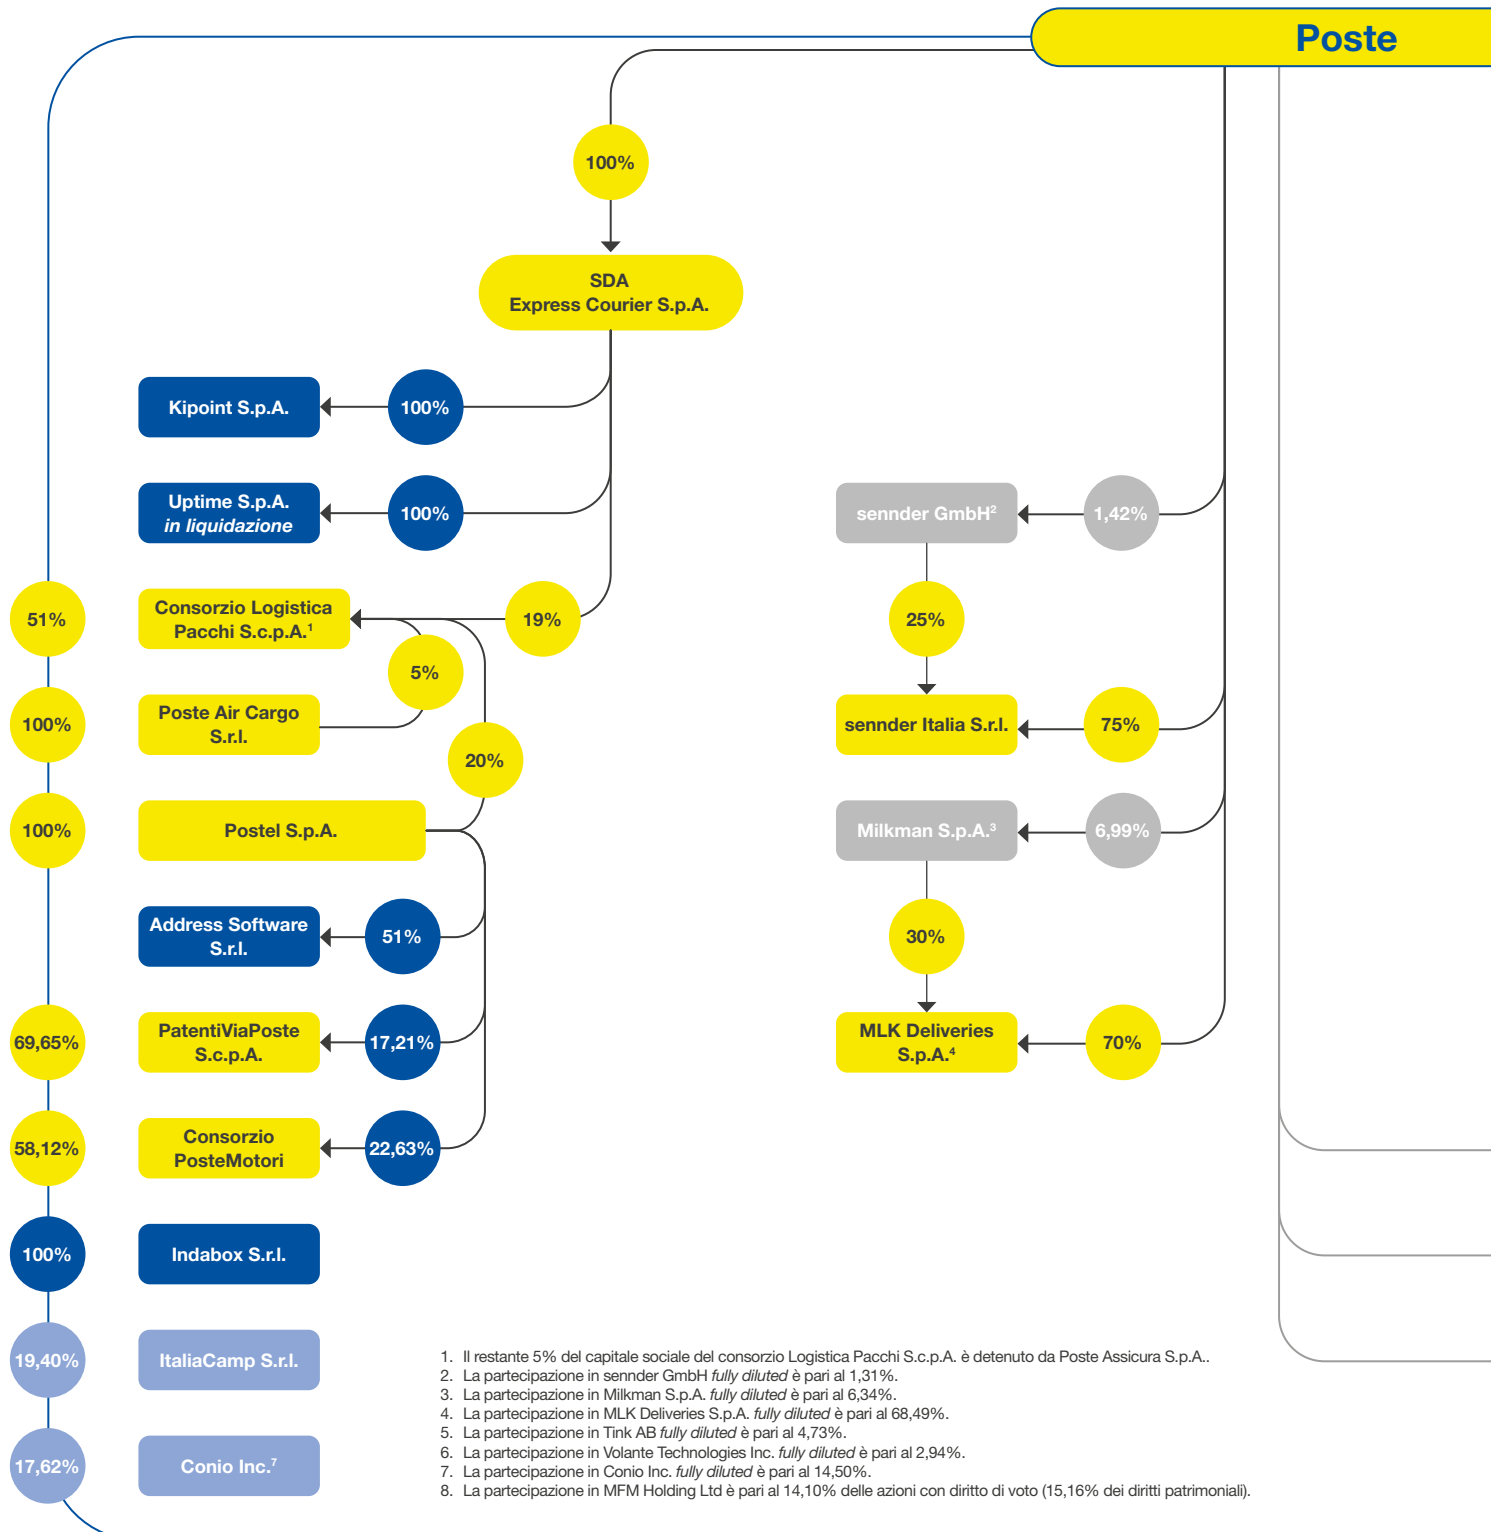 Poste
100%
SDA
Express Courier S.p.A.
Kipoint S.p.A.
100%
Uptime S.p.A.
in liquidazione
100%
sennder GmbH²
1,42%
51%
Consorzio Logistica
Pacchi S.c.p.A.¹
19%
25%
5%
100%
Poste Air Cargo
S.r.l.
20%
sennder Italia S.r.l.
75%
100%
Postel S.p.A.
Milkman S.p.A.³
6,99%
Address Software
S.r.l.
51%
30%
69,65%
PatentiViaPoste
S.c.p.A.
17,21%
MLK Deliveries
S.p.A.⁴
70%
58,12%
Consorzio
PosteMotori
22,63%
100%
Indabox S.r.l.
19,40%
ItaliaCamp S.r.l.
17,62%
Conio Inc.⁷
1. Il restante 5% del capitale sociale del consorzio Logistica Pacchi S.c.p.A. è detenuto da Poste Assicura S.p.A..
2. La partecipazione in sennder GmbH fully diluted è pari al 1,31%.
3. La partecipazione in Milkman S.p.A. fully diluted è pari al 6,34%.
4. La partecipazione in MLK Deliveries S.p.A. fully diluted è pari al 68,49%.
5. La partecipazione in Tink AB fully diluted è pari al 4,73%.
6. La partecipazione in Volante Technologies Inc. fully diluted è pari al 2,94%.
7. La partecipazione in Conio Inc. fully diluted è pari al 14,50%.
8. La partecipazione in MFM Holding Ltd è pari al 14,10% delle azioni con diritto di voto (15,16% dei diritti patrimoniali).